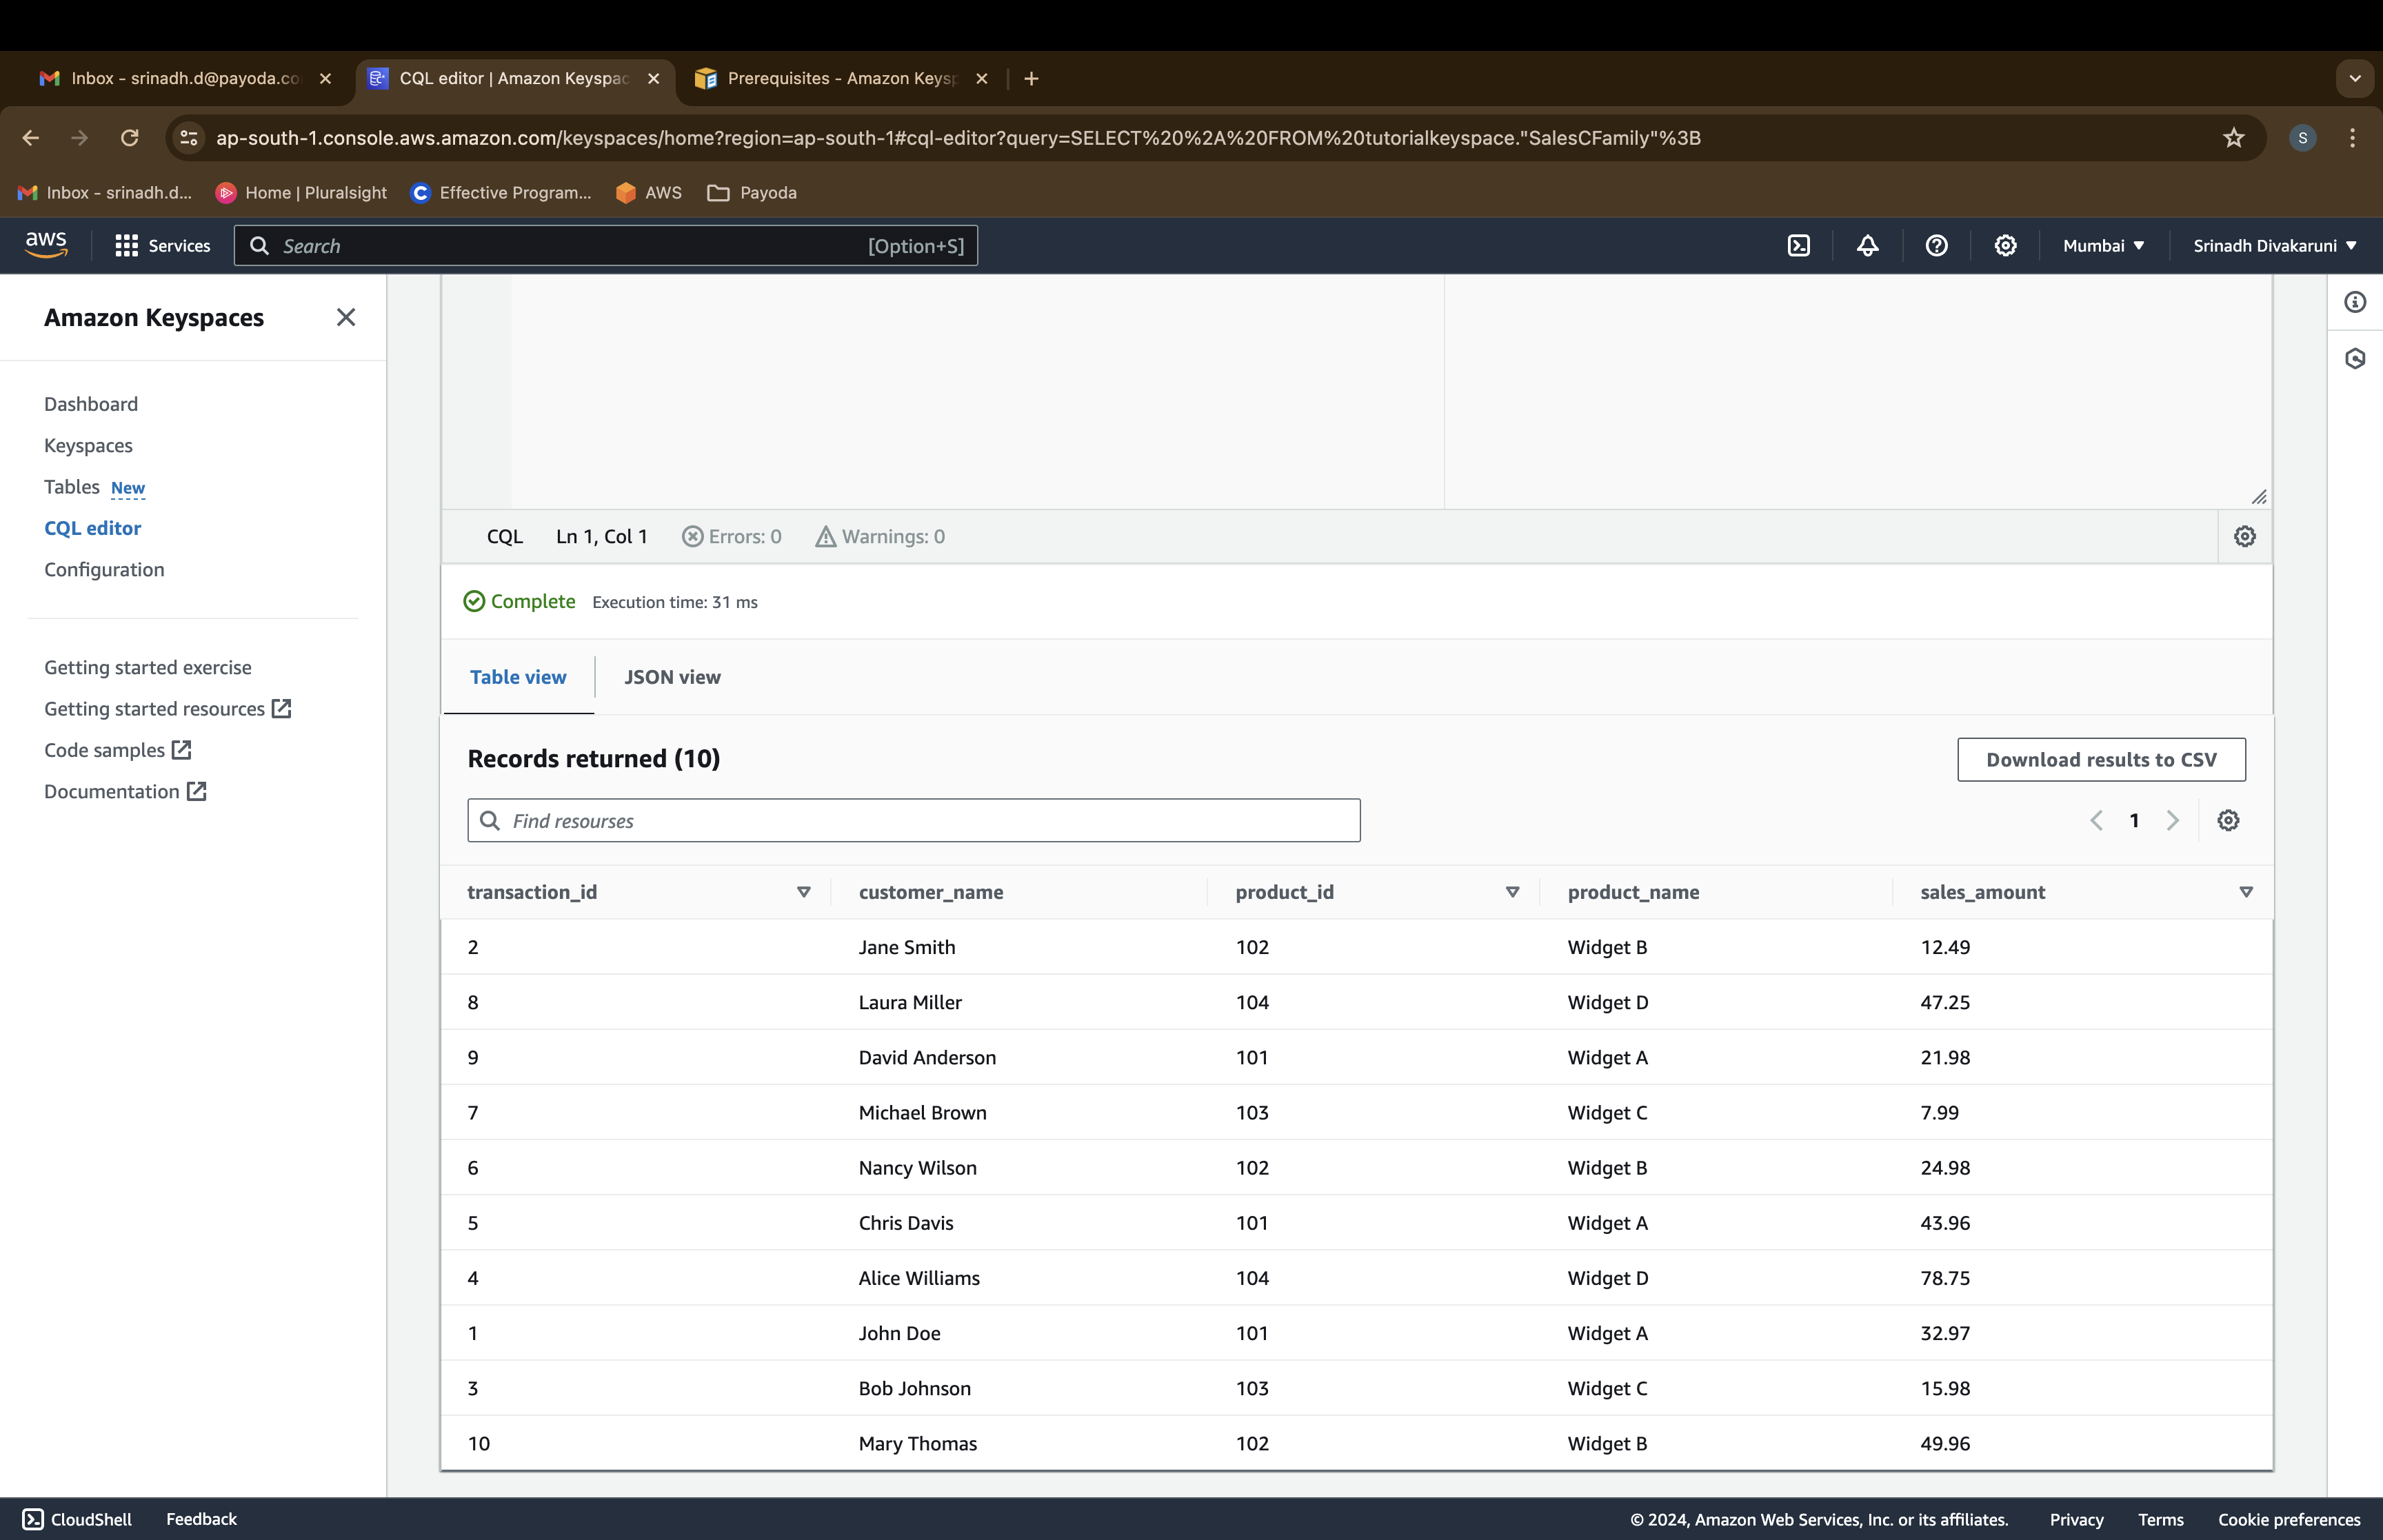 Inbox - srinadh.d@payoda.co
CQL editor | Amazon Keyspac
Prerequisites - Amazon Keysp
ap-south-1.console.aws.amazon.com/keyspaces/home?region=ap-south-1#cql-editor?query=SELECT%20%2A%20FROM%20tutorialkeyspace."SalesCFamily"%3B
S
Inbox - srinadh.d...
Home | Pluralsight
Effective Program...
AWS
Payoda
aws
Services
Search
[Option+S]
Mumbai
Srinadh Divakaruni
Amazon Keyspaces
Dashboard
Keyspaces
Tables New
CQL editor
Configuration
Getting started exercise
Getting started resources
Code samples
Documentation
CQL Ln 1, Col 1 Errors: 0 Warnings: 0
Complete Execution time: 31 ms
Table view JSON view
Records returned (10)
Download results to CSV
Find resourses
1
transaction_id customer_name product_id product_name sales_amount
2 Jane Smith 102 Widget B 12.49
8 Laura Miller 104 Widget D 47.25
9 David Anderson 101 Widget A 21.98
7 Michael Brown 103 Widget C 7.99
6 Nancy Wilson 102 Widget B 24.98
5 Chris Davis 101 Widget A 43.96
4 Alice Williams 104 Widget D 78.75
1 John Doe 101 Widget A 32.97
3 Bob Johnson 103 Widget C 15.98
10 Mary Thomas 102 Widget B 49.96
CloudShell Feedback
© 2024, Amazon Web Services, Inc. or its affiliates. Privacy Terms Cookie preferences